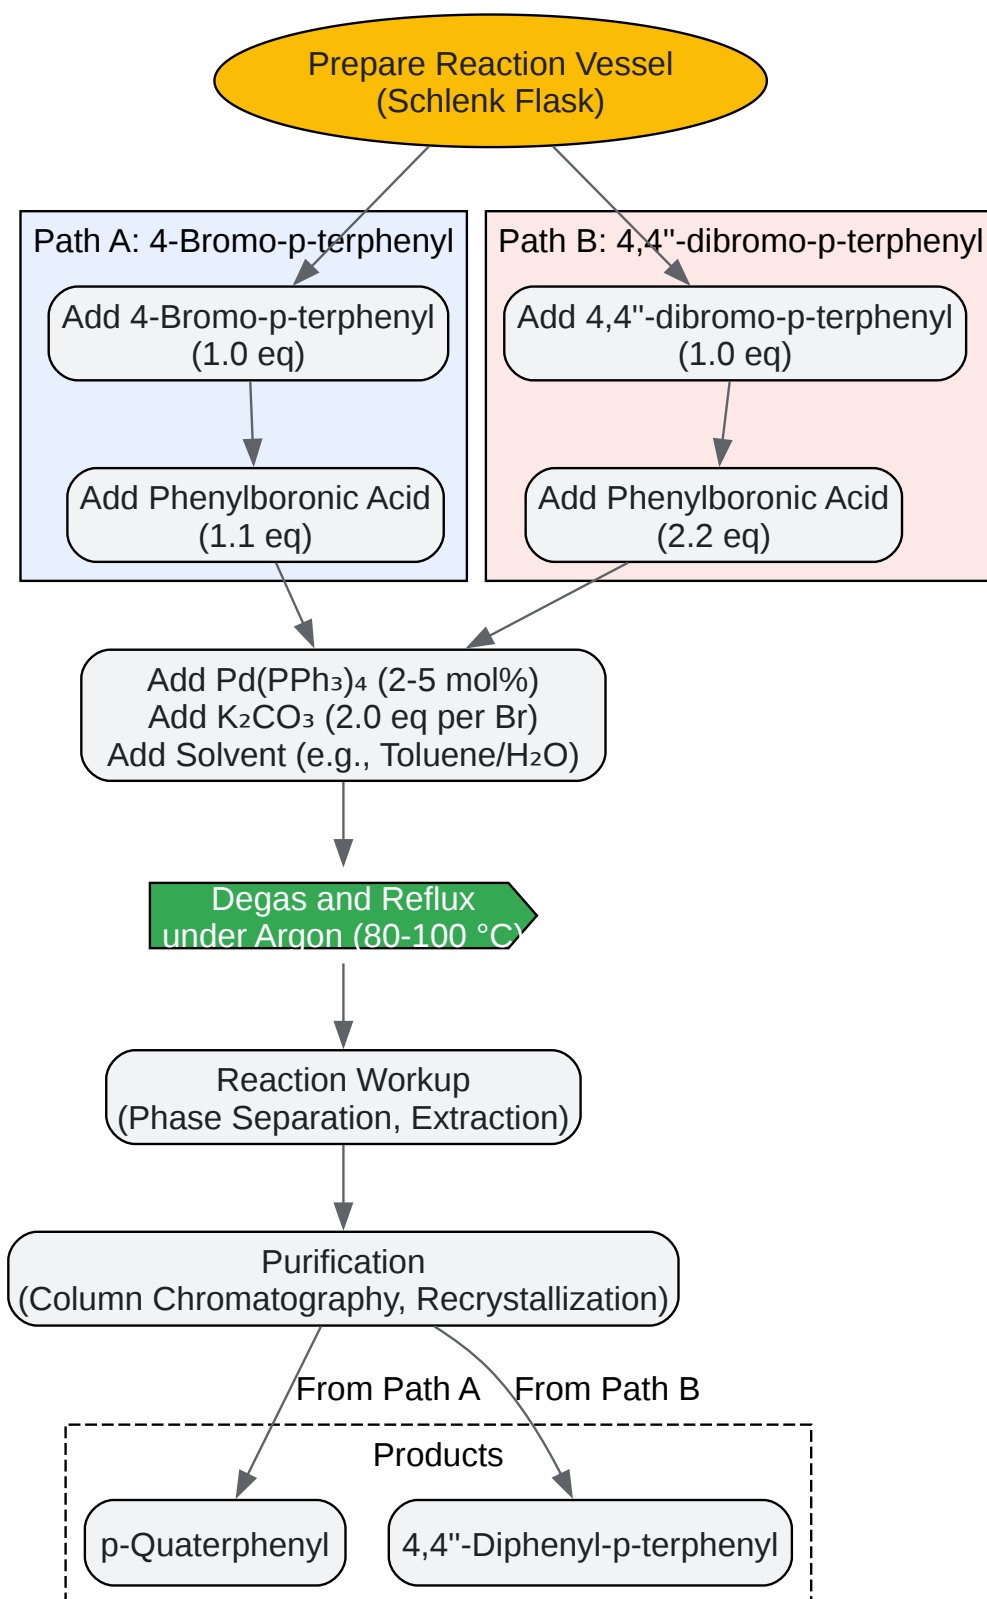 Prepare Reaction Vessel
(Schlenk Flask)
Path A: 4-Bromo-p-terphenyl
Path B: 4,4''-dibromo-p-terphenyl
Add 4-Bromo-p-terphenyl
(1.0 eq)
Add 4,4''-dibromo-p-terphenyl
(1.0 eq)
Add Phenylboronic Acid
(1.1 eq)
Add Phenylboronic Acid
(2.2 eq)
Add Pd(PPh₃)₄ (2-5 mol%)
Add K₂CO₃ (2.0 eq per Br)
Add Solvent (e.g., Toluene/H₂O)
Degas and Reflux
under Argon (80-100 °C)
Reaction Workup
(Phase Separation, Extraction)
Purification
(Column Chromatography, Recrystallization)
From Path A
From Path B
Products
p-Quaterphenyl
4,4''-Diphenyl-p-terphenyl